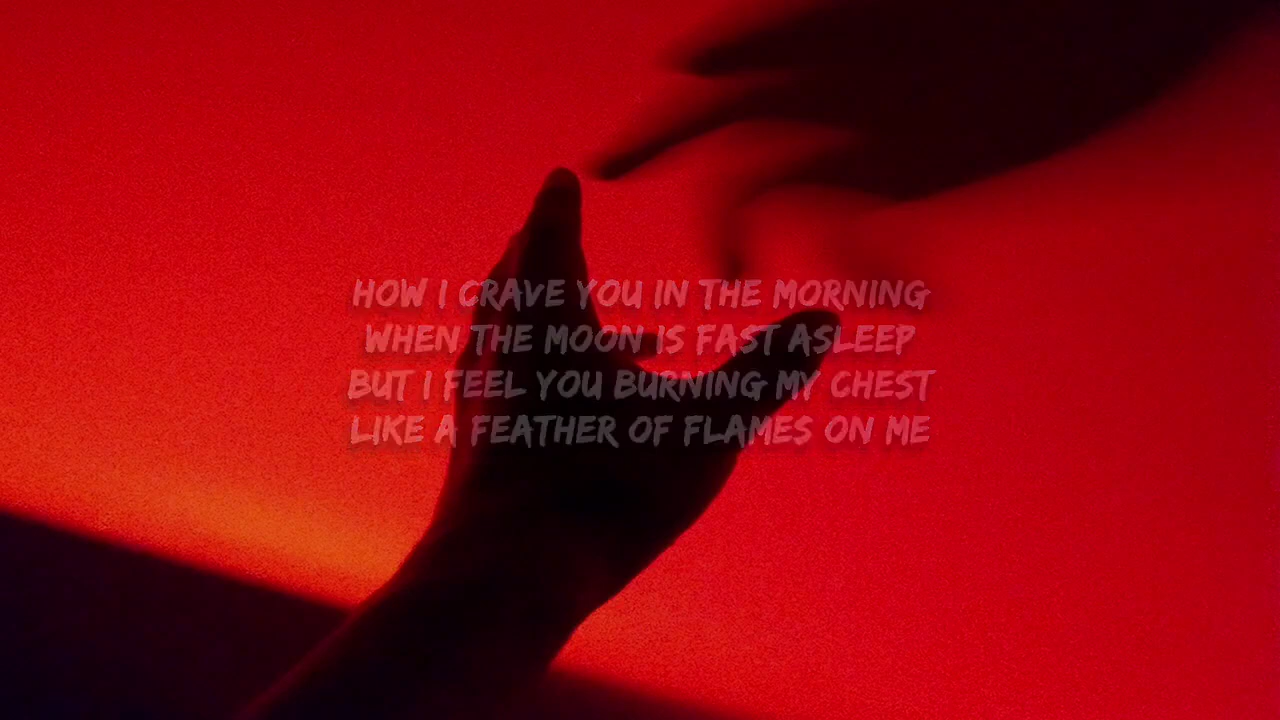 HOW I CRAVE YOU IN THE MORNING
WHEN THE MOON IS FAST ASLEEP
BUT I FEEL YOU BURNING MY CHEST
LIKE A FEATHER OF FLAMES ON ME